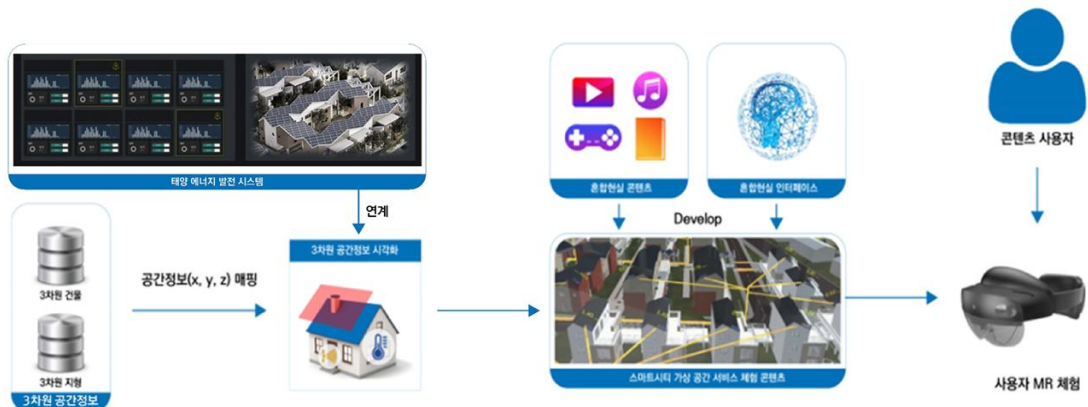 태양 에너지 발전 시스템
연계
3차원 건물
3차원 지형
3차원 공간정보
공간정보(x, y, z) 매핑
3차원 공간정보 시각화
혼합현실 콘텐츠
혼합현실 인터페이스
Develop
스마트시티 가상 공간 서비스 체험 콘텐츠
콘텐츠 사용자
사용자 MR 체험